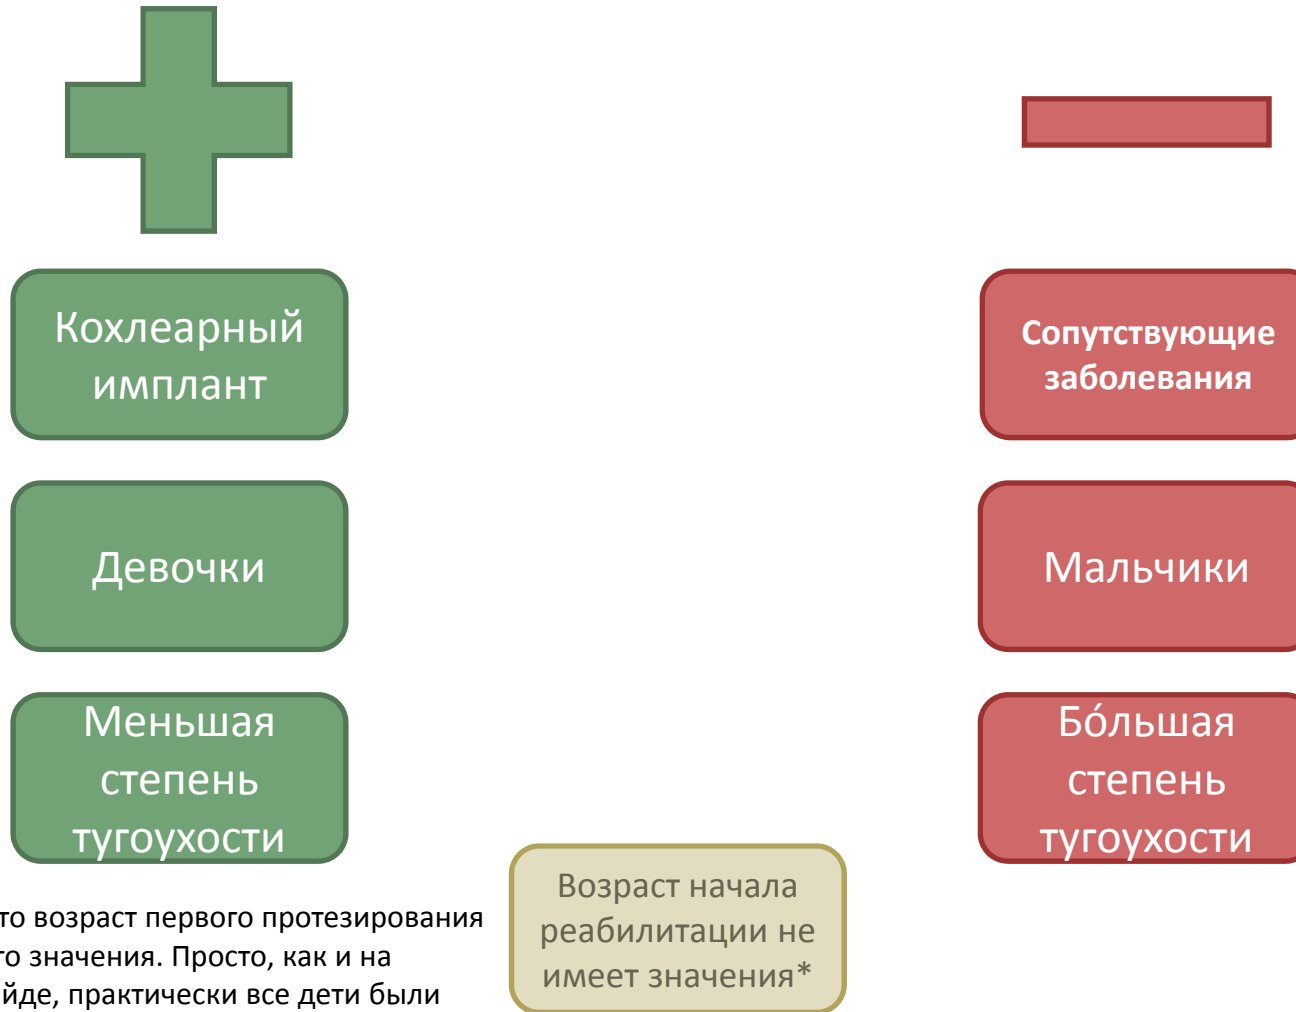 Кохлеарный
имплант
Сопутствующие
заболевания
Девочки
Мальчики
Меньшая
степень
тугоухости
Бо́льшая
степень
тугоухости
Возраст начала
реабилитации не
имеет значения*
то возраст первого протезирования
го значения. Просто, как и на
йде, практически все дети были